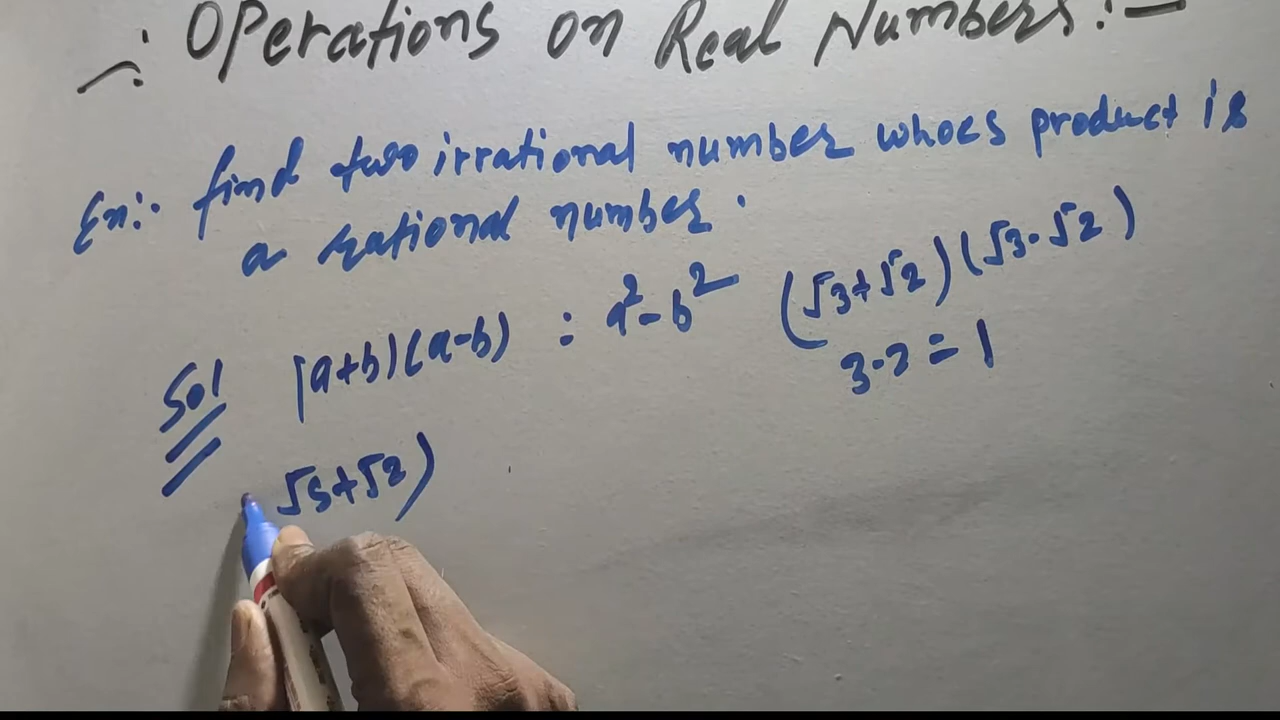 ∴ Operations on Real Numbers:-
Ex:- find two irrational number whoes product is
a rational number.
Sol (a+b)(a-b) = a²-b² (√3+√2)(√3-√2)
3-2=1
√5+√2)